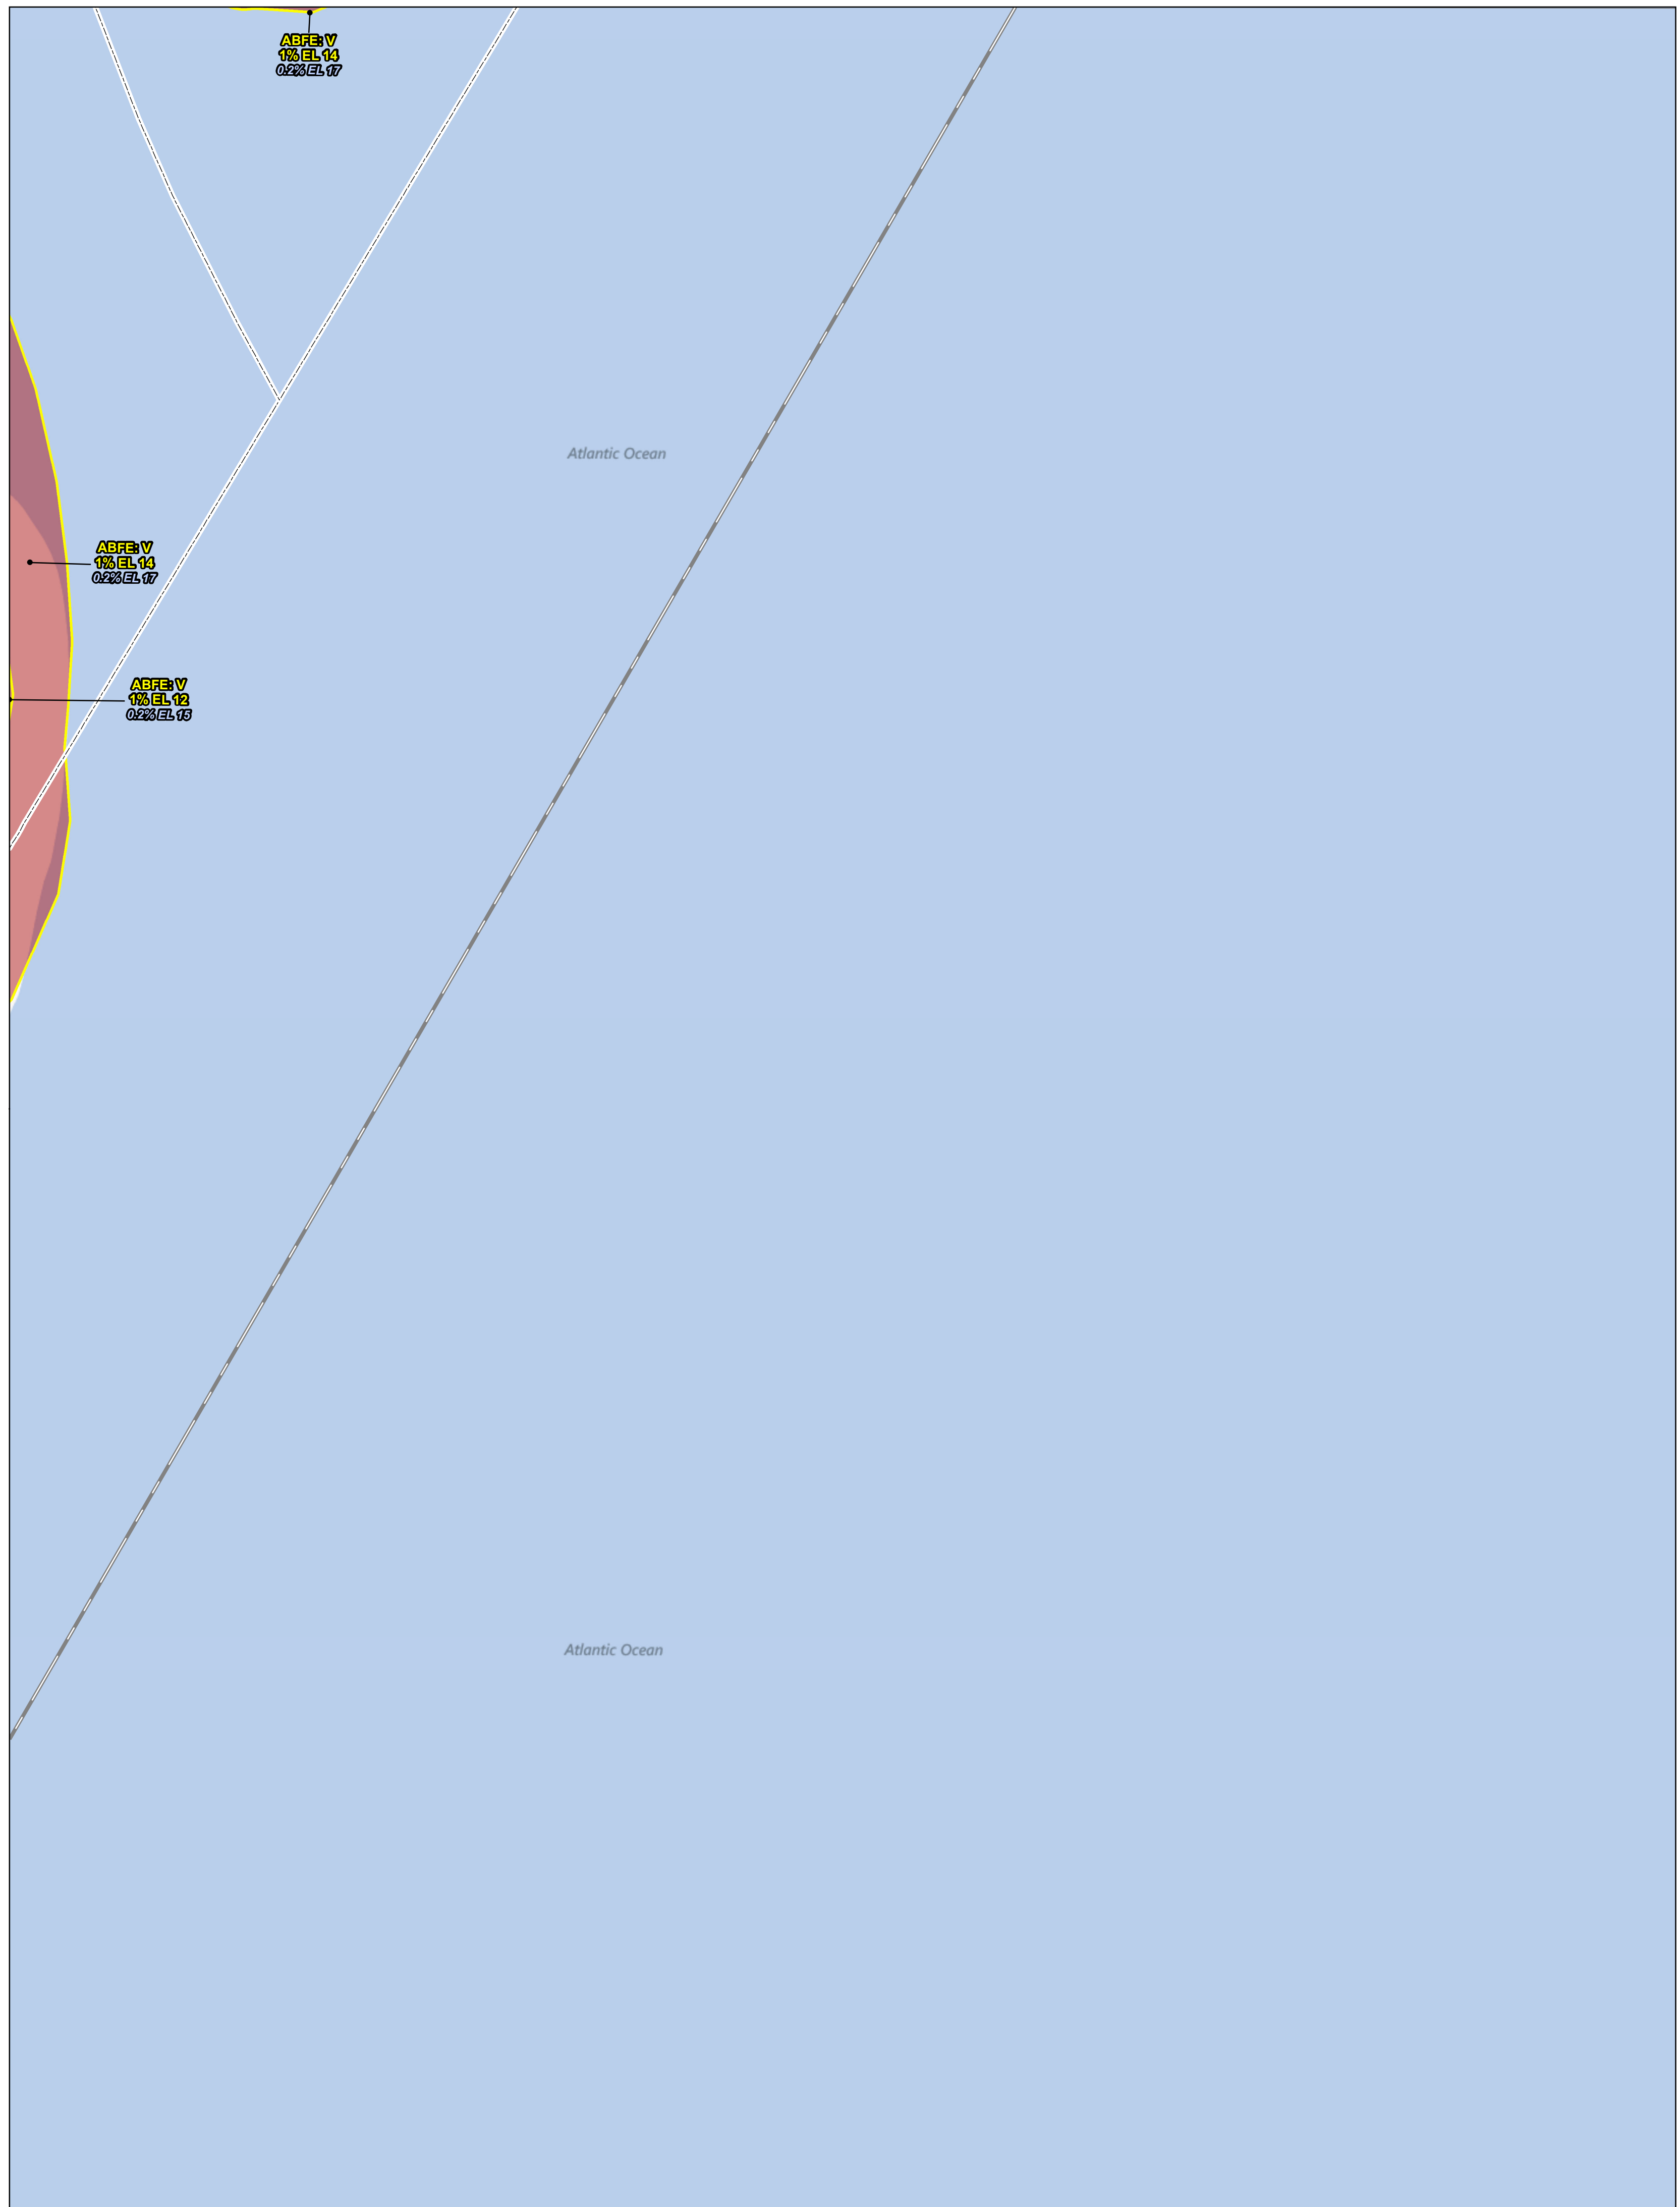 ABFE: V
1% EL 14
0.2% EL 17
Atlantic Ocean
ABFE: V
1% EL 14
0.2% EL 17
ABFE: V
1% EL 12
0.2% EL 15
Atlantic Ocean